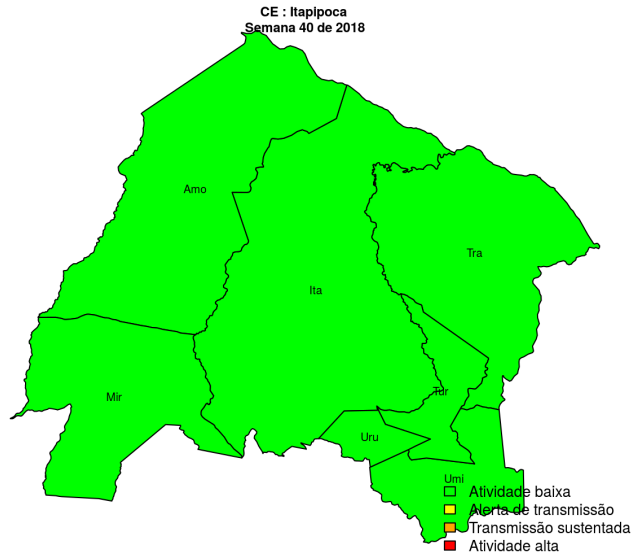 CE : Itapipoca
Semana 40 de 2018
Amo
Tra
Ita
Tur
Mir
Uru
Umi
Atividade baixa
Alerta de transmissão
Transmissão sustentada
Atividade alta